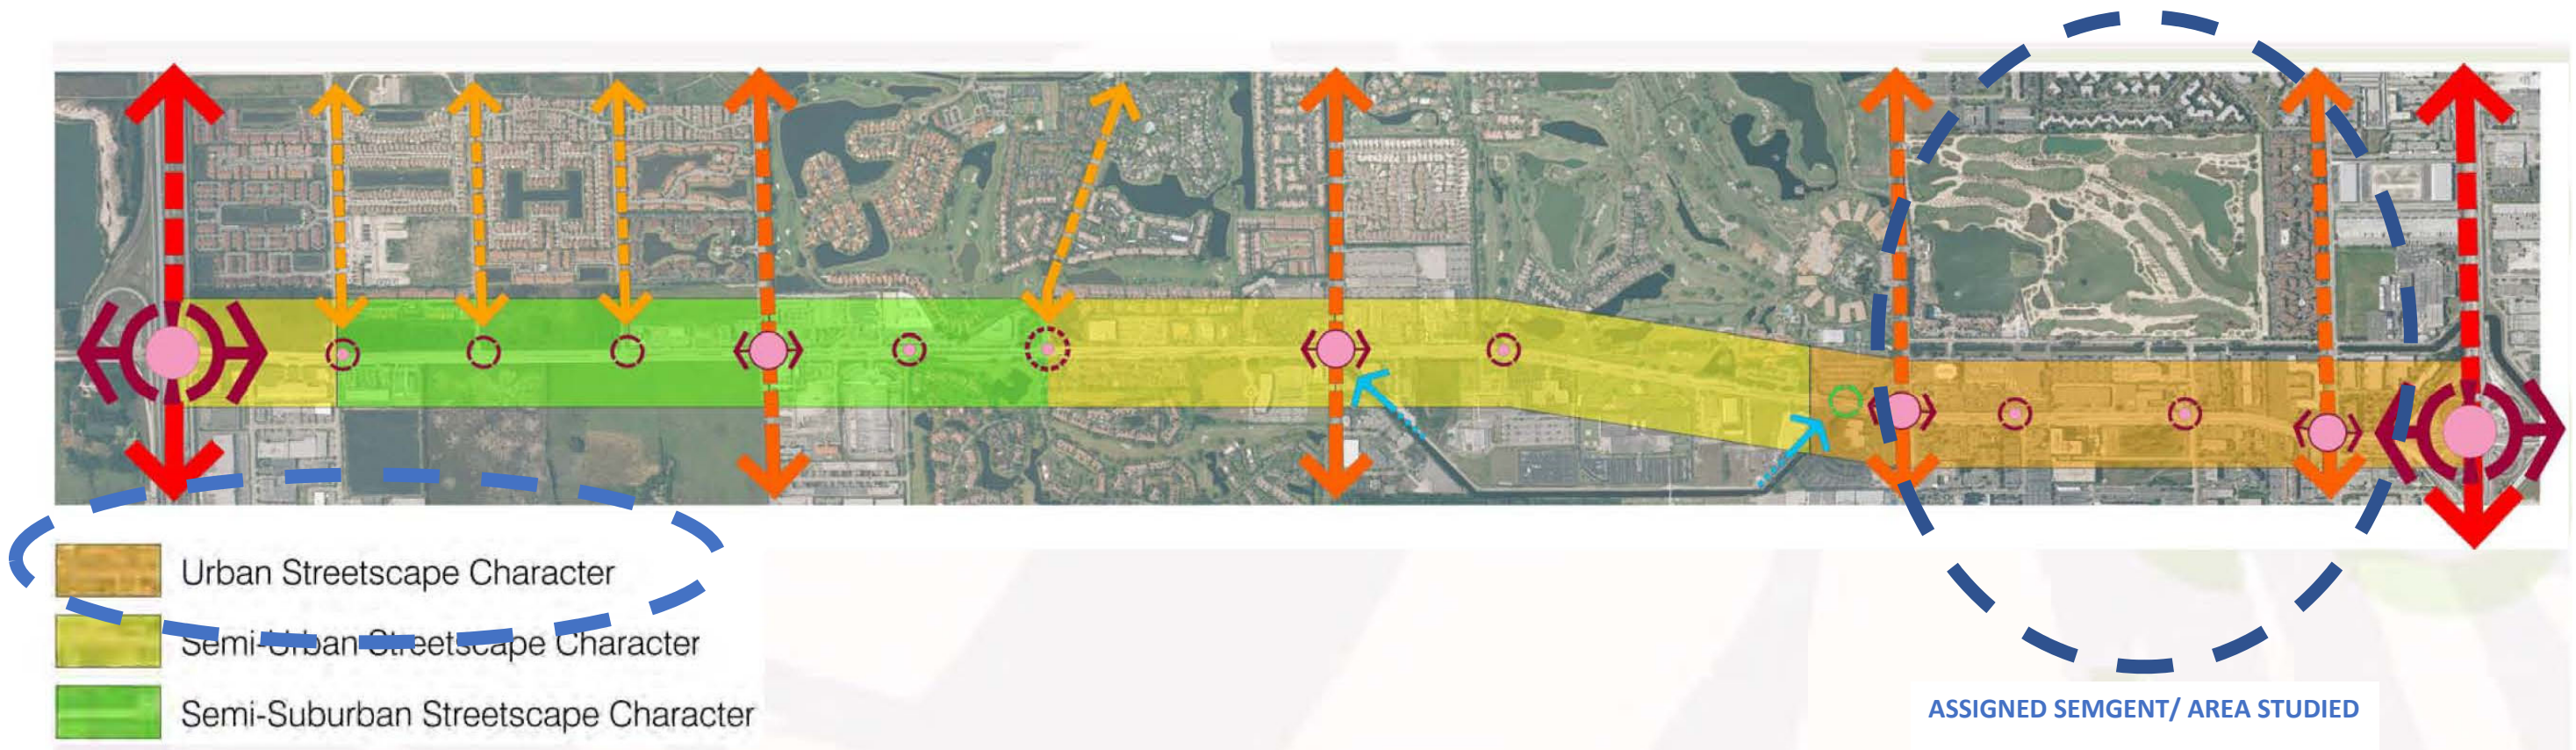 Urban Streetscape Character
Semi-Urban Streetscape Character
Semi-Suburban Streetscape Character
ASSIGNED SEMGENT/ AREA STUDIED